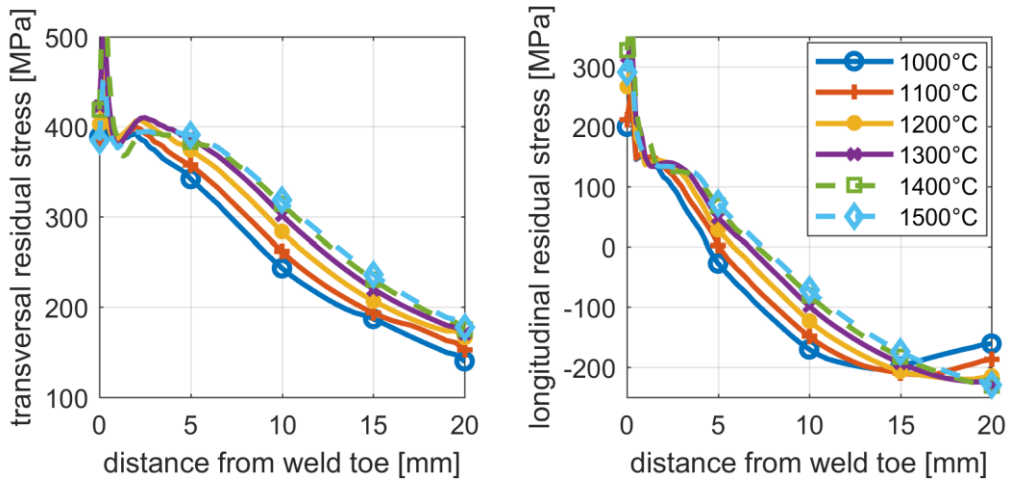 transversal residual stress [MPa]
500
400
300
200
100
0
5
10
15
20
distance from weld toe [mm]
longitudinal residual stress [MPa]
300
200
100
0
-100
-200
0
5
10
15
20
distance from weld toe [mm]
1000°C
1100°C
1200°C
1300°C
1400°C
1500°C